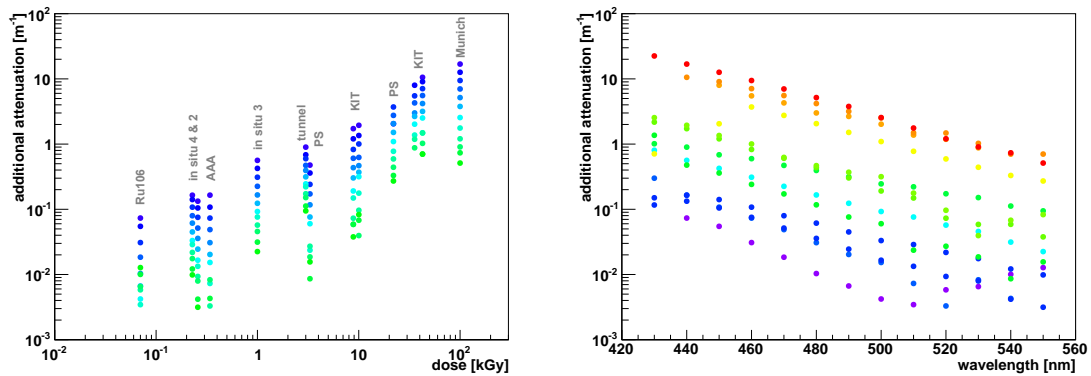 additional attenuation [m⁻¹]
10²
10
1
10⁻¹
10⁻²
10⁻³
Ru106
in situ 4 & 2
AAA
in situ 3
tunnel
PS
KIT
PS
KIT
Munich
10⁻² 10⁻¹ 1 10 10²
dose [kGy]
additional attenuation [m⁻¹]
10²
10
1
10⁻¹
10⁻²
10⁻³
420 440 460 480 500 520 540 560
wavelength [nm]